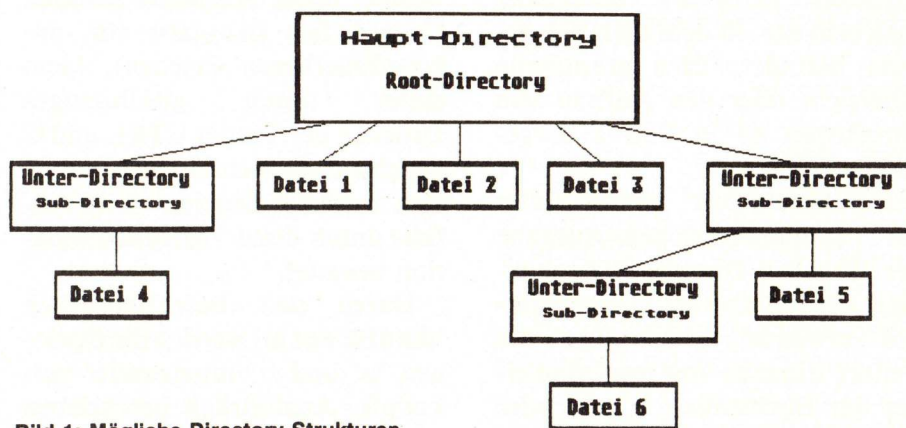 Haupt-Directory
Root-Directory
Unter-Directory
Sub-Directory
Datei 1
Datei 2
Datei 3
Unter-Directory
Sub-Directory
Datei 4
Unter-Directory
Sub-Directory
Datei 5
Datei 6
Bild 1: Mögliche Directory-Strukturen